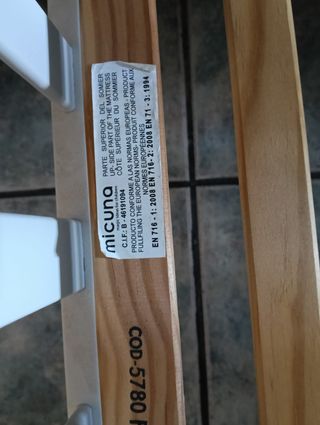 micuna
C.I.F.: B - 46191094
PARTE SUPERIOR DEL SOMIER
UP- SIDE PART OF THE MATTRESS
CÔTE SUPERIEUR DU SOMMIER
PRODUCTO CONFORME A LAS NORMAS EUROPEAS - PRODUCT
FULLFILING THE EUROPEAN NORMS- PRODUIT CONFORME AUX
NORMES EUROPÉENNES
EN 716 - 1: 2008 EN 716 - 2: 2008 EN 71 - 3: 1994
COD-5780